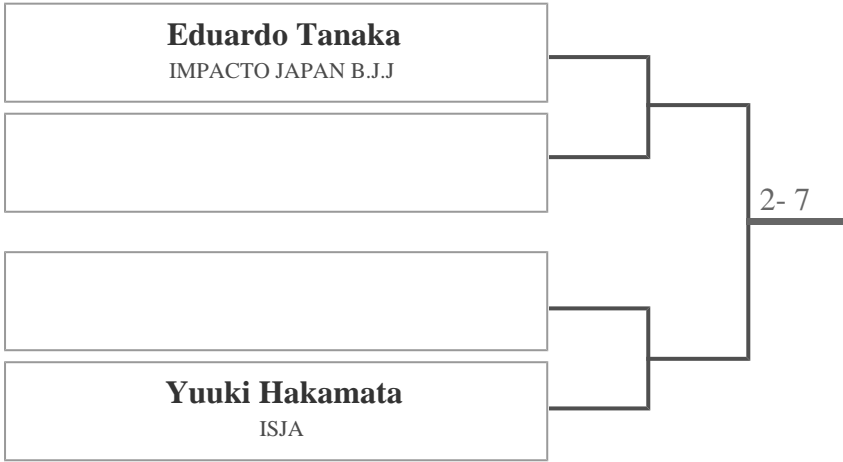 Eduardo Tanaka
IMPACTO JAPAN B.J.J
2- 7
Yuuki Hakamata
ISJA